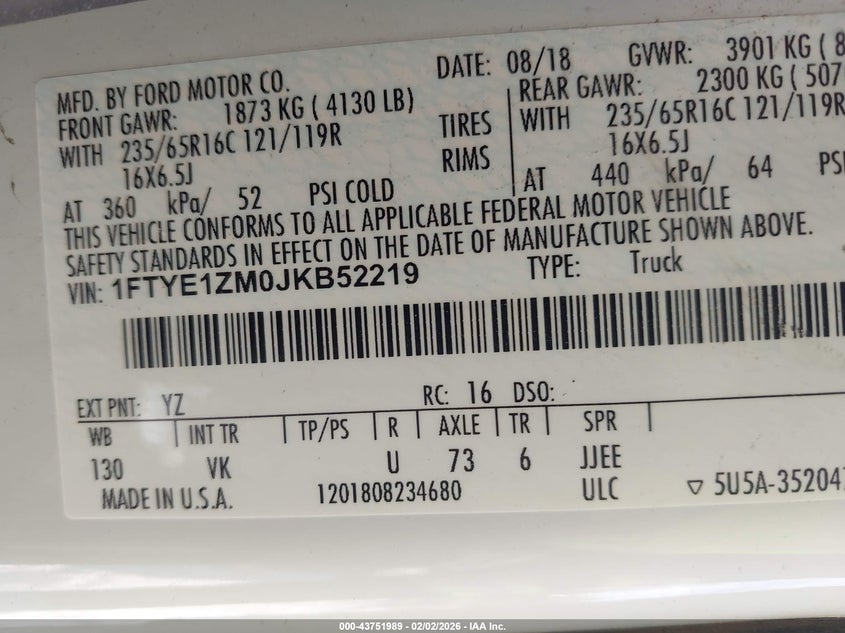 MFD. BY FORD MOTOR CO.
DATE: 08/18
GVWR: 3901 KG ( 8
FRONT GAWR: 1873 KG ( 4130 LB)
REAR GAWR: 2300 KG ( 507
WITH 235/65R16C 121/119R
TIRES
WITH 235/65R16C 121/119R
16X6.5J
RIMS
16X6.5J
AT 360 kPa/ 52 PSI COLD
AT 440 kPa/ 64 PSI
THIS VEHICLE CONFORMS TO ALL APPLICABLE FEDERAL MOTOR VEHICLE
SAFETY STANDARDS IN EFFECT ON THE DATE OF MANUFACTURE SHOWN ABOVE.
VIN: 1FTYE1ZM0JKB52219
TYPE: Truck
EXT PNT: YZ
RC: 16 DSO:
WB INT TR TP/PS R AXLE TR SPR
130 VK U 73 6 JJEE
MADE IN U.S.A.
1201808234680
ULC
5U5A-35204
000-43751989 - 02/02/2026 - IAA Inc.